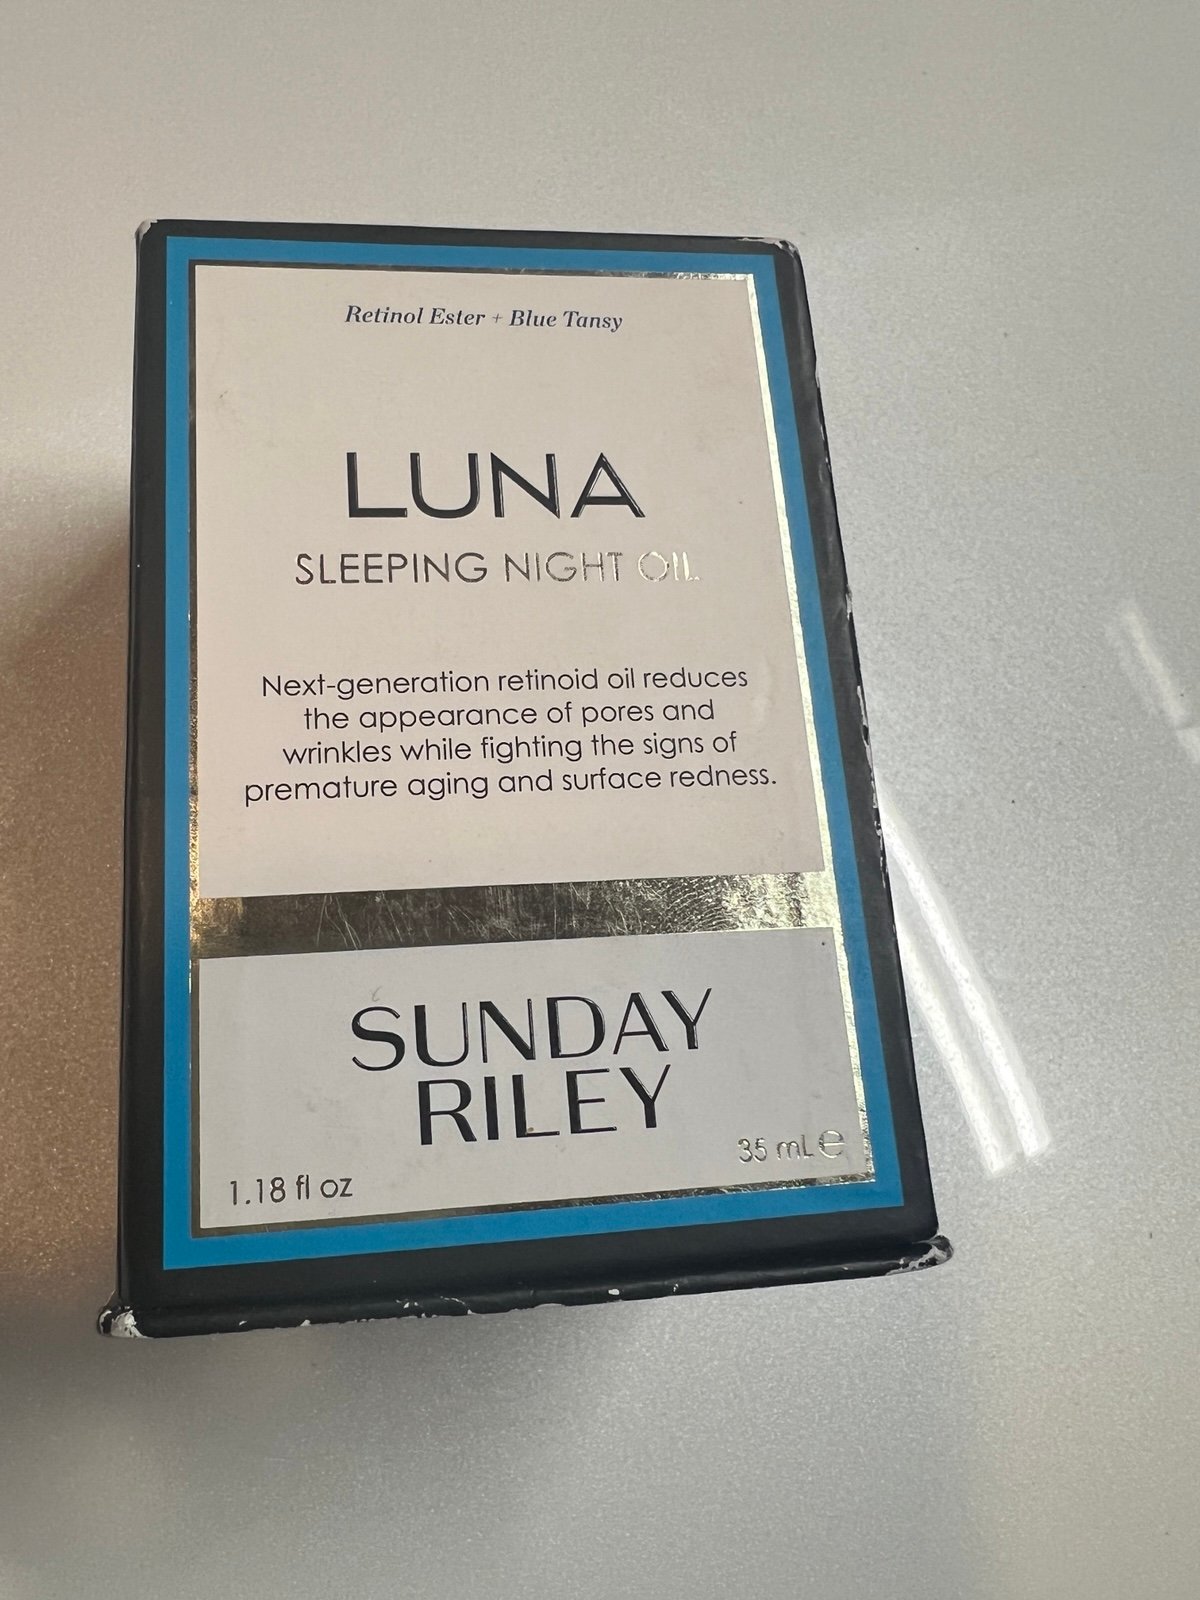 Retinol Ester + Blue Tansy
LUNA
SLEEPING NIGHT OIL
Next-generation retinoid oil reduces
the appearance of pores and
wrinkles while fighting the signs of
premature aging and surface redness.
SUNDAY
RILEY
1.18 fl oz
35 mL ℮